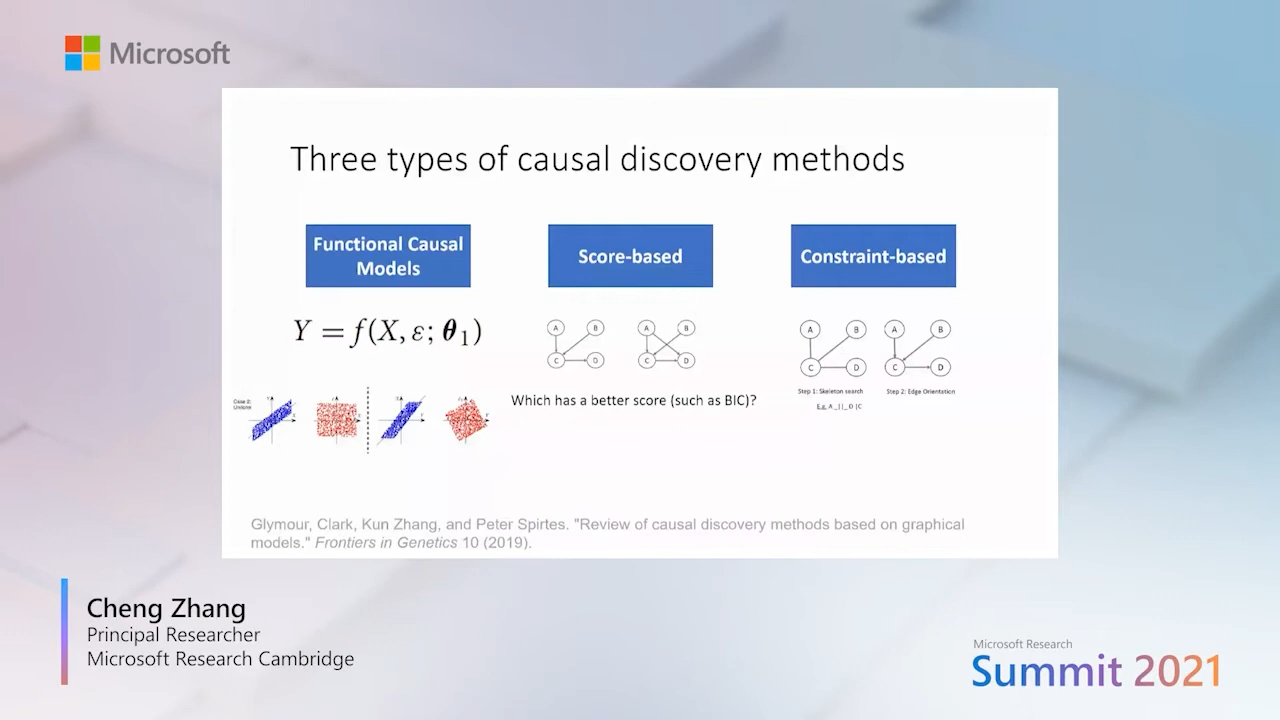 Microsoft
Three types of causal discovery methods
Functional Causal
Models
Score-based
Constraint-based
Y = f(X, ε; θ₁)
A B A B
C D C D
A B A B
C D C D
Case 2:
Uniform
Which has a better score (such as BIC)?
Step 1: Skeleton search
Step 2: Edge Orientation
E.g. A _||_ D |C
Glymour, Clark, Kun Zhang, and Peter Spirtes. "Review of causal discovery methods based on graphical
models." Frontiers in Genetics 10 (2019).
Cheng Zhang
Principal Researcher
Microsoft Research Cambridge
Microsoft Research
Summit 2021